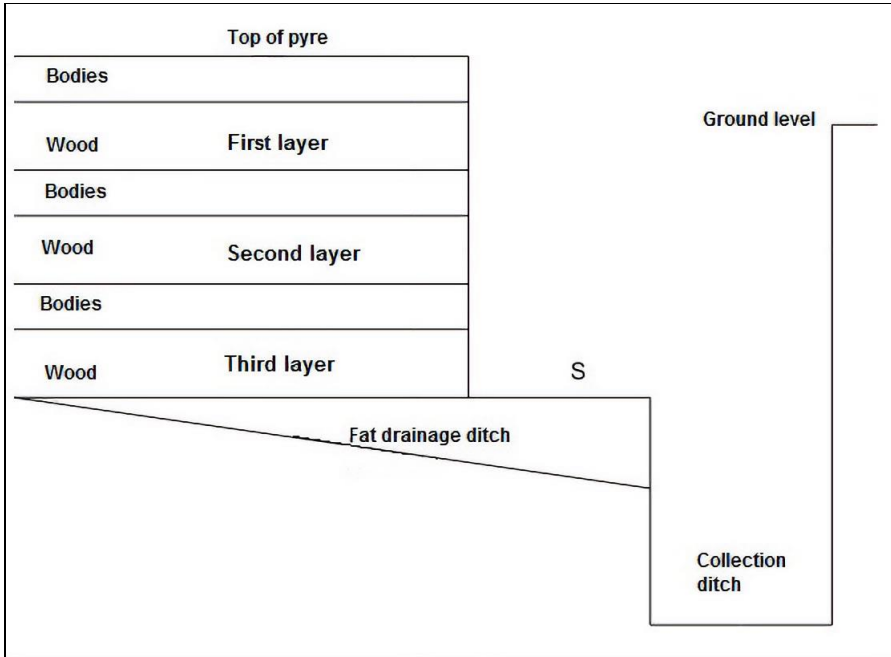 Top of pyre
Bodies
Ground level
Wood First layer
Bodies
Wood Second layer
Bodies
Wood Third layer
S
Fat drainage ditch
Collection
ditch